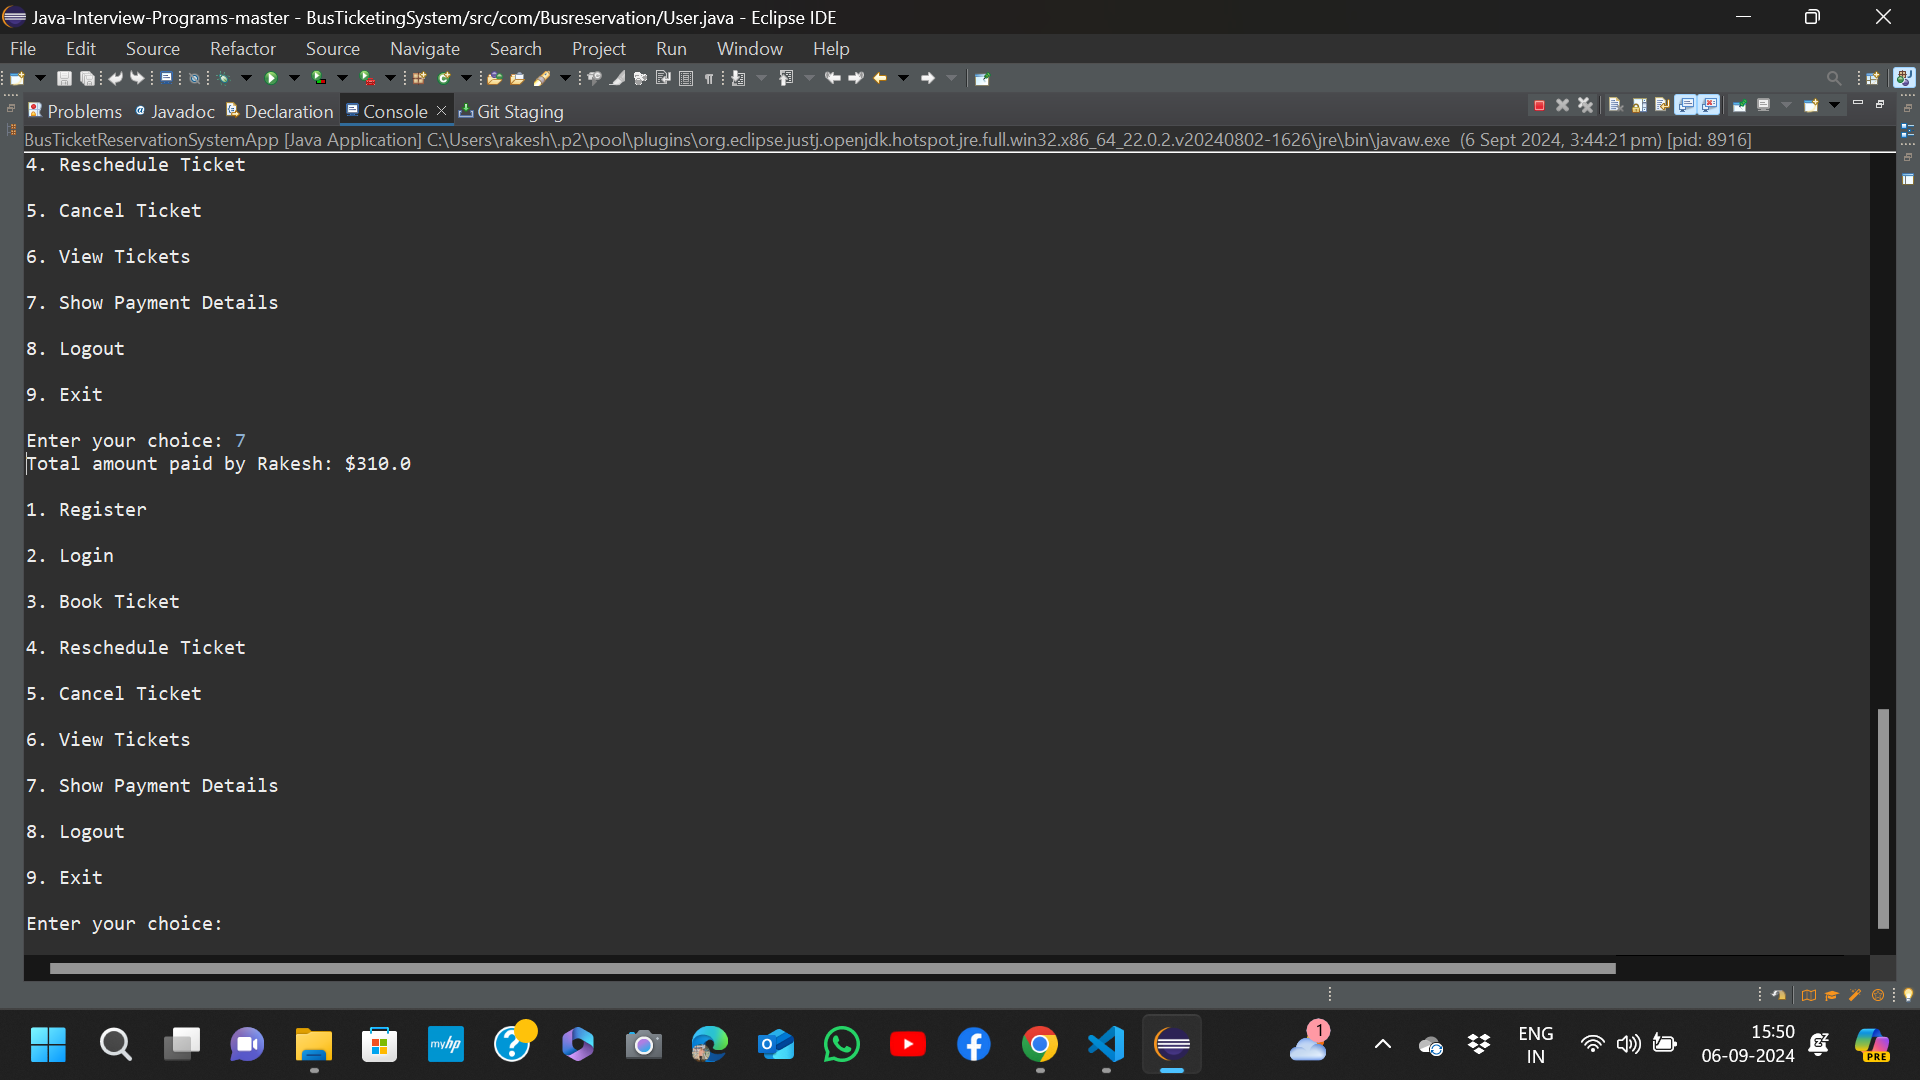 Java-Interview-Programs-master - BusTicketingSystem/src/com/Busreservation/User.java - Eclipse IDE
File Edit Source Refactor Source Navigate Search Project Run Window Help
Problems Javadoc Declaration Console Git Staging
BusTicketReservationSystemApp [Java Application] C:\Users\rakesh\.p2\pool\plugins\org.eclipse.justj.openjdk.hotspot.jre.full.win32.x86_64_22.0.2.v20240802-1626\jre\bin\javaw.exe (6 Sept 2024, 3:44:21 pm) [pid: 8916]
4. Reschedule Ticket
5. Cancel Ticket
6. View Tickets
7. Show Payment Details
8. Logout
9. Exit
Enter your choice: 7
Total amount paid by Rakesh: $310.0
1. Register
2. Login
3. Book Ticket
4. Reschedule Ticket
5. Cancel Ticket
6. View Tickets
7. Show Payment Details
8. Logout
9. Exit
Enter your choice:
myhp
1
ENG
IN
15:50
06-09-2024
PRE